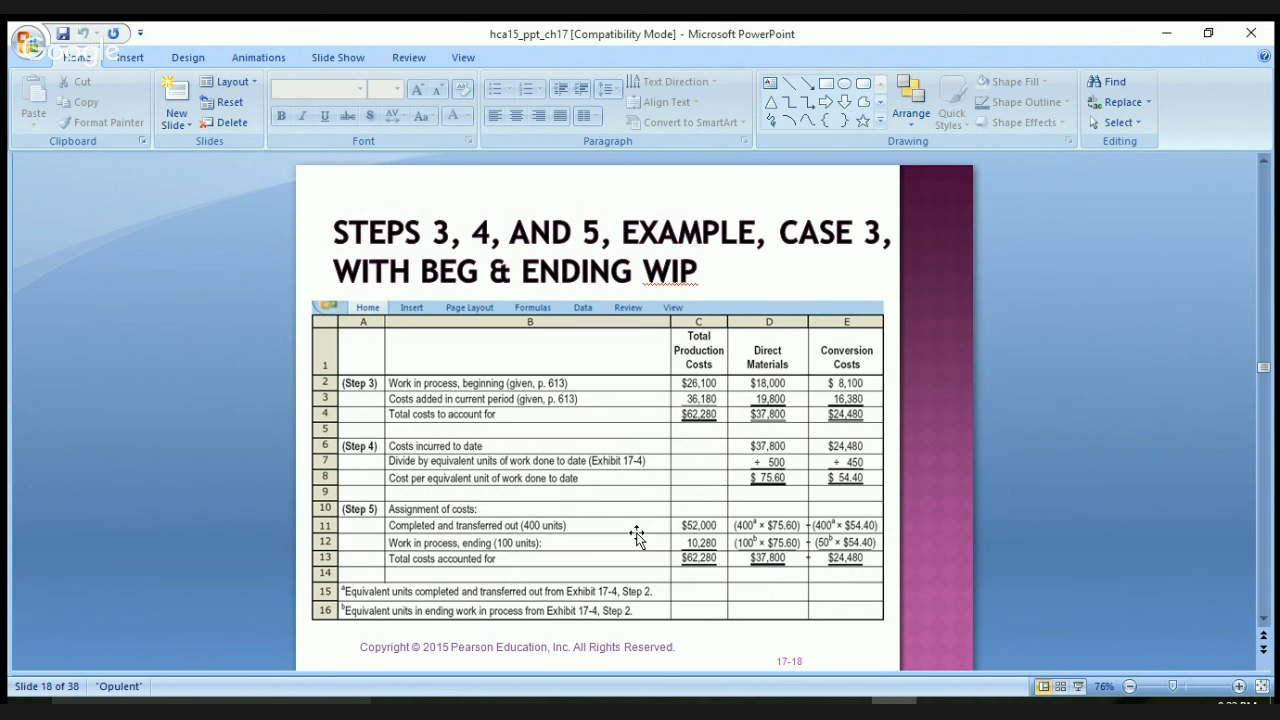 hca15_ppt_ch17 [Compatibility Mode] - Microsoft PowerPoint
Google
Home Insert Design Animations Slide Show Review View
Paste Cut Copy Format Painter
New Slide Layout Reset Delete
B I U abc S AV Aa A
Text Direction Align Text Convert to SmartArt
Arrange Quick Styles Shape Fill Shape Outline Shape Effects
Find Replace Select
Clipboard Slides Font Paragraph Drawing Editing
STEPS 3, 4, AND 5, EXAMPLE, CASE 3,
WITH BEG & ENDING WIP
Home Insert Page Layout Formulas Data Review View
A B C D E
1 Total Production Costs Direct Materials Conversion Costs
2 (Step 3) Work in process, beginning (given, p. 613) $26,100 $18,000 $ 8,100
3 Costs added in current period (given, p. 613) 36,180 19,800 16,380
4 Total costs to account for $62,280 $37,800 $24,480
5
6 (Step 4) Costs incurred to date $37,800 $24,480
7 Divide by equivalent units of work done to date (Exhibit 17-4) ÷ 500 ÷ 450
8 Cost per equivalent unit of work done to date $ 75.60 $ 54.40
9
10 (Step 5) Assignment of costs:
11 Completed and transferred out (400 units) $52,000 (400ª × $75.60) + (400ª × $54.40)
12 Work in process, ending (100 units): 10,280 (100ᵇ × $75.60) + (50ᵇ × $54.40)
13 Total costs accounted for $62,280 $37,800 + $24,480
14
15 ªEquivalent units completed and transferred out from Exhibit 17-4, Step 2.
16 ᵇEquivalent units in ending work in process from Exhibit 17-4, Step 2.
Copyright © 2015 Pearson Education, Inc. All Rights Reserved.
17-18
Slide 18 of 38 "Opulent" 76%